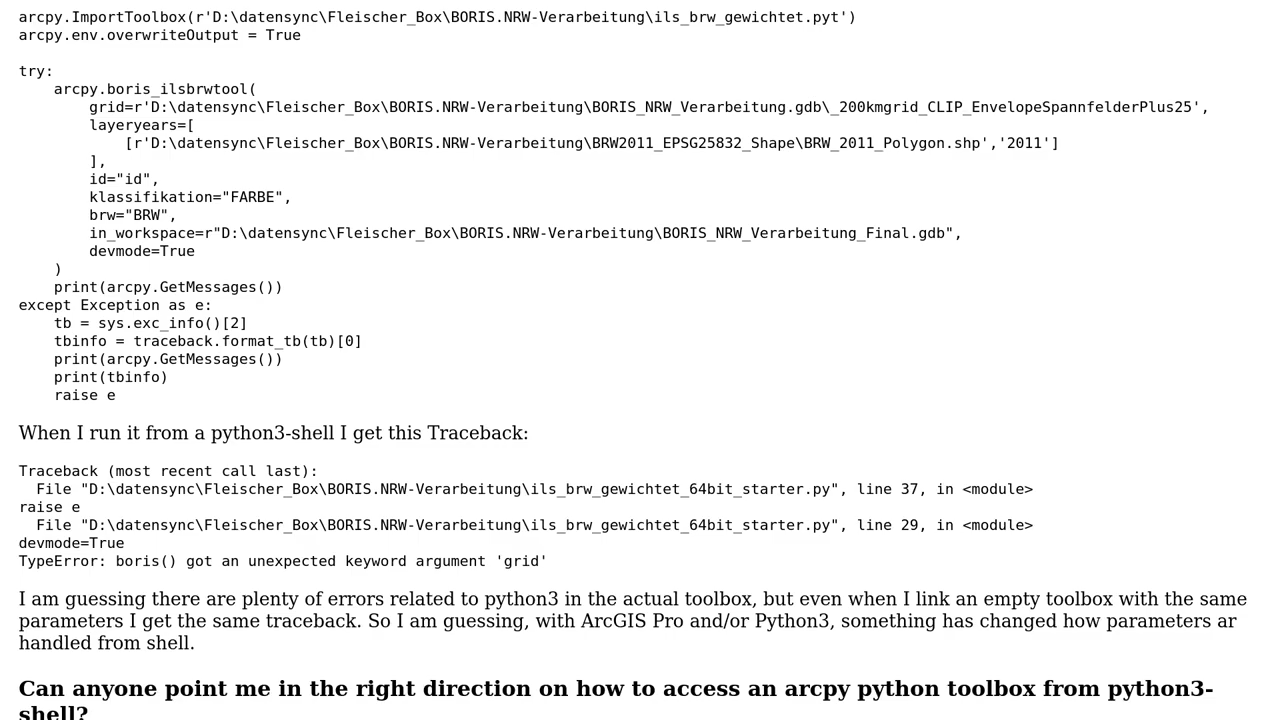 arcpy.ImportToolbox(r'D:\datensync\Fleischer_Box\BORIS.NRW-Verarbeitung\ils_brw_gewichtet.pyt')
arcpy.env.overwriteOutput = True

try:
    arcpy.boris_ilsbrwtool(
        grid=r'D:\datensync\Fleischer_Box\BORIS.NRW-Verarbeitung\BORIS_NRW_Verarbeitung.gdb\_200kmgrid_CLIP_EnvelopeSpannfelderPlus25',
        layeryears=[
            [r'D:\datensync\Fleischer_Box\BORIS.NRW-Verarbeitung\BRW2011_EPSG25832_Shape\BRW_2011_Polygon.shp','2011']
        ],
        id="id",
        klassifikation="FARBE",
        brw="BRW",
        in_workspace=r"D:\datensync\Fleischer_Box\BORIS.NRW-Verarbeitung\BORIS_NRW_Verarbeitung_Final.gdb",
        devmode=True
    )
    print(arcpy.GetMessages())
except Exception as e:
    tb = sys.exc_info()[2]
    tbinfo = traceback.format_tb(tb)[0]
    print(arcpy.GetMessages())
    print(tbinfo)
    raise e

When I run it from a python3-shell I get this Traceback:

Traceback (most recent call last):
  File "D:\datensync\Fleischer_Box\BORIS.NRW-Verarbeitung\ils_brw_gewichtet_64bit_starter.py", line 37, in <module>
raise e
  File "D:\datensync\Fleischer_Box\BORIS.NRW-Verarbeitung\ils_brw_gewichtet_64bit_starter.py", line 29, in <module>
devmode=True
TypeError: boris() got an unexpected keyword argument 'grid'

I am guessing there are plenty of errors related to python3 in the actual toolbox, but even when I link an empty toolbox with the same
parameters I get the same traceback. So I am guessing, with ArcGIS Pro and/or Python3, something has changed how parameters ar
handled from shell.

Can anyone point me in the right direction on how to access an arcpy python toolbox from python3-
shell?